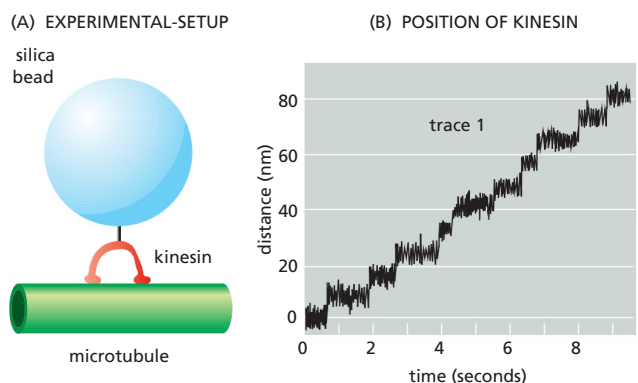 (A) EXPERIMENTAL-SETUP
silica
bead
kinesin
microtubule
(B) POSITION OF KINESIN
trace 1
distance (nm)
80
60
40
20
0
0 2 4 6 8
time (seconds)